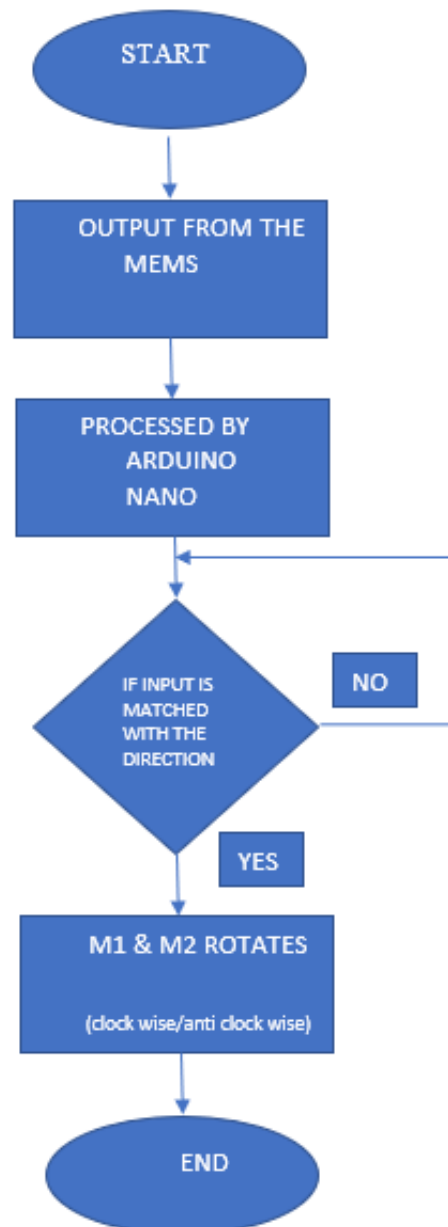 START
OUTPUT FROM THE
MEMS
PROCESSED BY
ARDUINO
NANO
IF INPUT IS
MATCHED
WITH THE
DIRECTION
NO
YES
M1 & M2 ROTATES
(clock wise/anti clock wise)
END